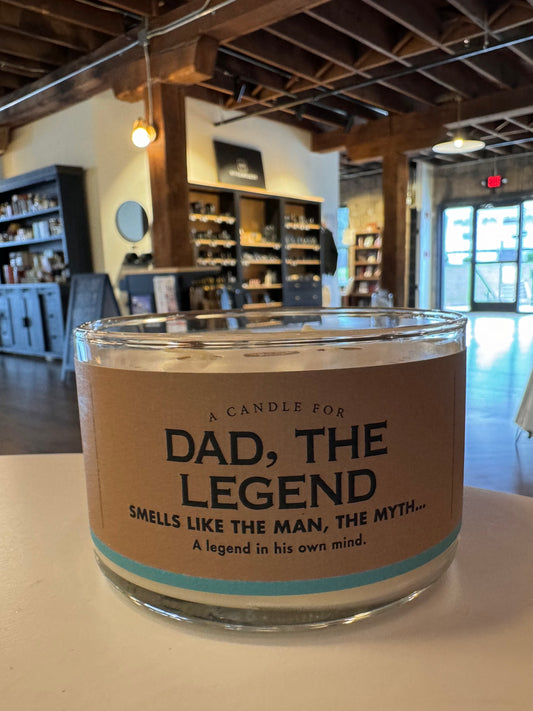 A CANDLE FOR
DAD, THE
LEGEND
SMELLS LIKE THE MAN, THE MYTH...
A legend in his own mind.